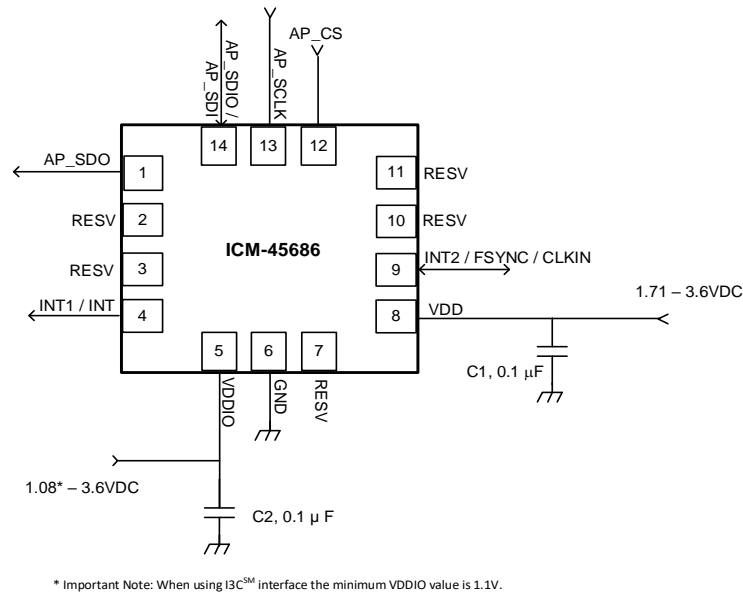 AP_CS
AP_SDIO /
AP_SDI
AP_SCLK
14
13
12
AP_SDO
1
11
RESV
RESV
2
10
RESV
ICM-45686
RESV
3
9
INT2 / FSYNC / CLKIN
INT1 / INT
4
8
VDD
1.71 – 3.6VDC
5
6
7
C1, 0.1 μF
VDDIO
GND
RESV
1.08* – 3.6VDC
C2, 0.1 µ F
* Important Note: When using I3C℠ interface the minimum VDDIO value is 1.1V.